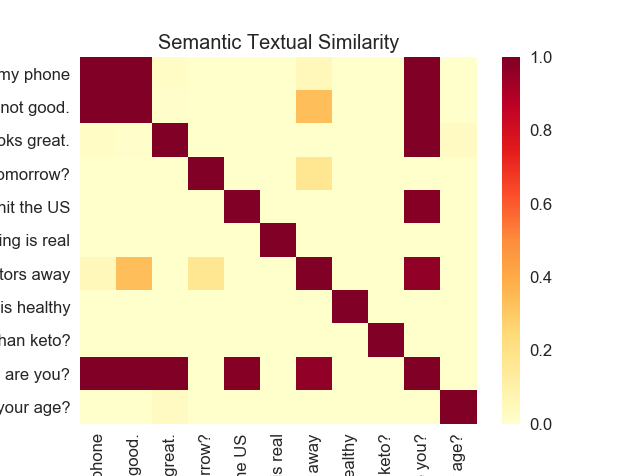 Semantic Textual Similarity
my phone
not good.
oks great.
omorrow?
hit the US
ing is real
tors away
is healthy
han keto?
are you?
your age?
phone
good.
great.
rrow?
he US
s real
away
ealthy
keto?
you?
age?
1.0
0.8
0.6
0.4
0.2
0.0